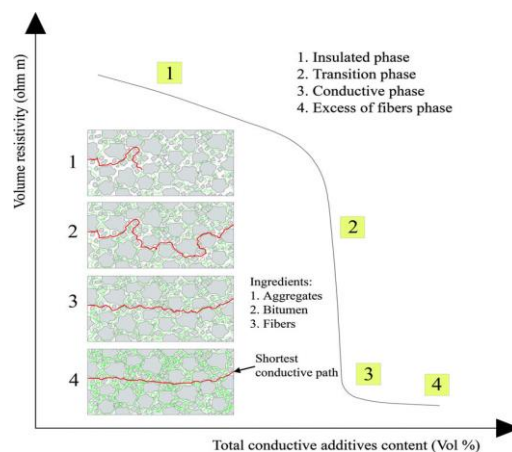 1
1. Insulated phase
2. Transition phase
3. Conductive phase
4. Excess of fibers phase
Volume resistivity (ohm m)
1
2
2
3
Ingredients:
1. Aggregates
2. Bitumen
3. Fibers
4
Shortest
conductive path
3
4
Total conductive additives content (Vol %)